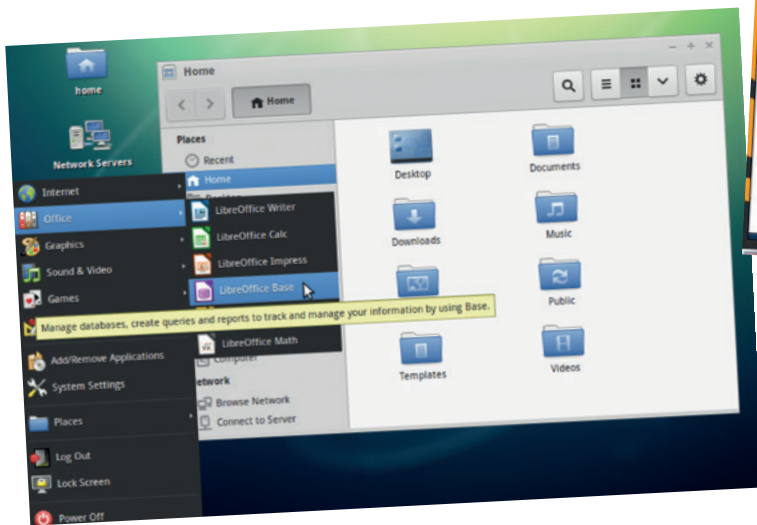 home
Network Servers
Home
Home
Places
Recent
Home
Internet
Office
Graphics
Sound & Video
Games
Add/Remove Applications
System Settings
Places
Log Out
Lock Screen
Power Off
LibreOffice Writer
LibreOffice Calc
LibreOffice Impress
LibreOffice Base
Manage databases, create queries and reports to track and manage your information by using Base.
LibreOffice Math
Computer
Browse Network
Connect to Server
Desktop
Documents
Downloads
Music
Public
Templates
Videos